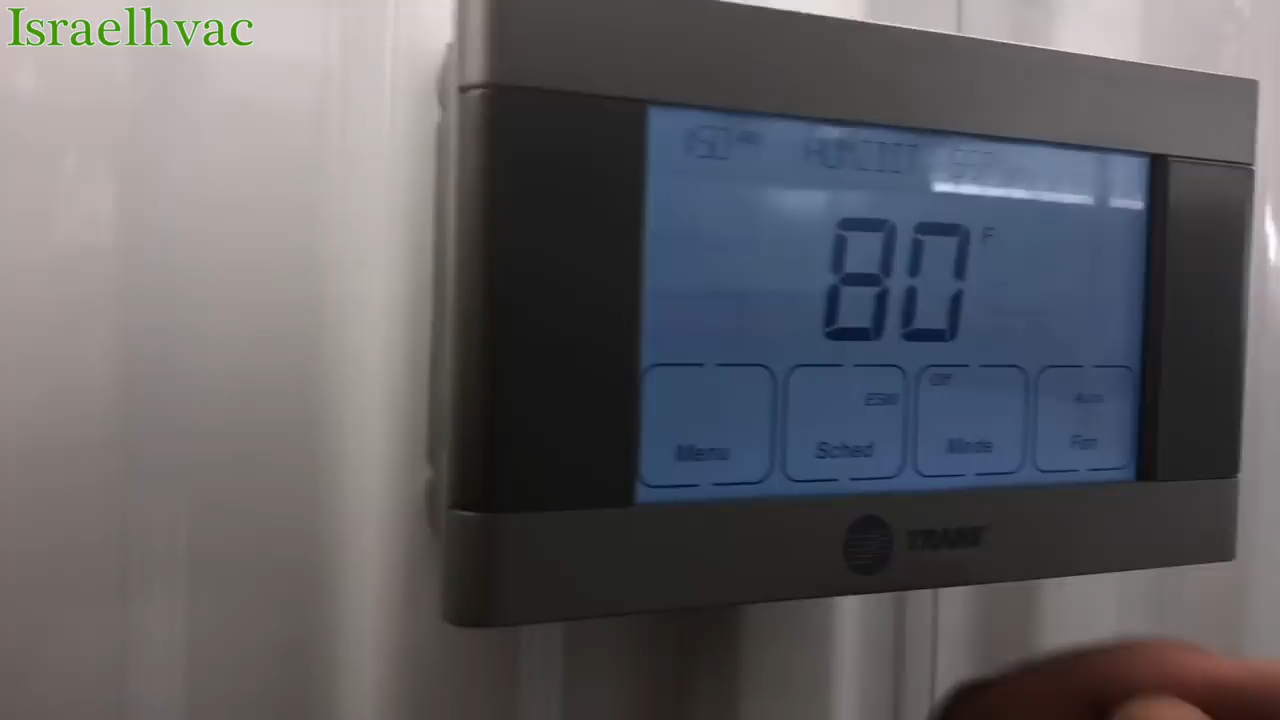 Israelhvac
80 F
ESM
Off
Auto
Menu
Sched
Mode
Fan
TRANE